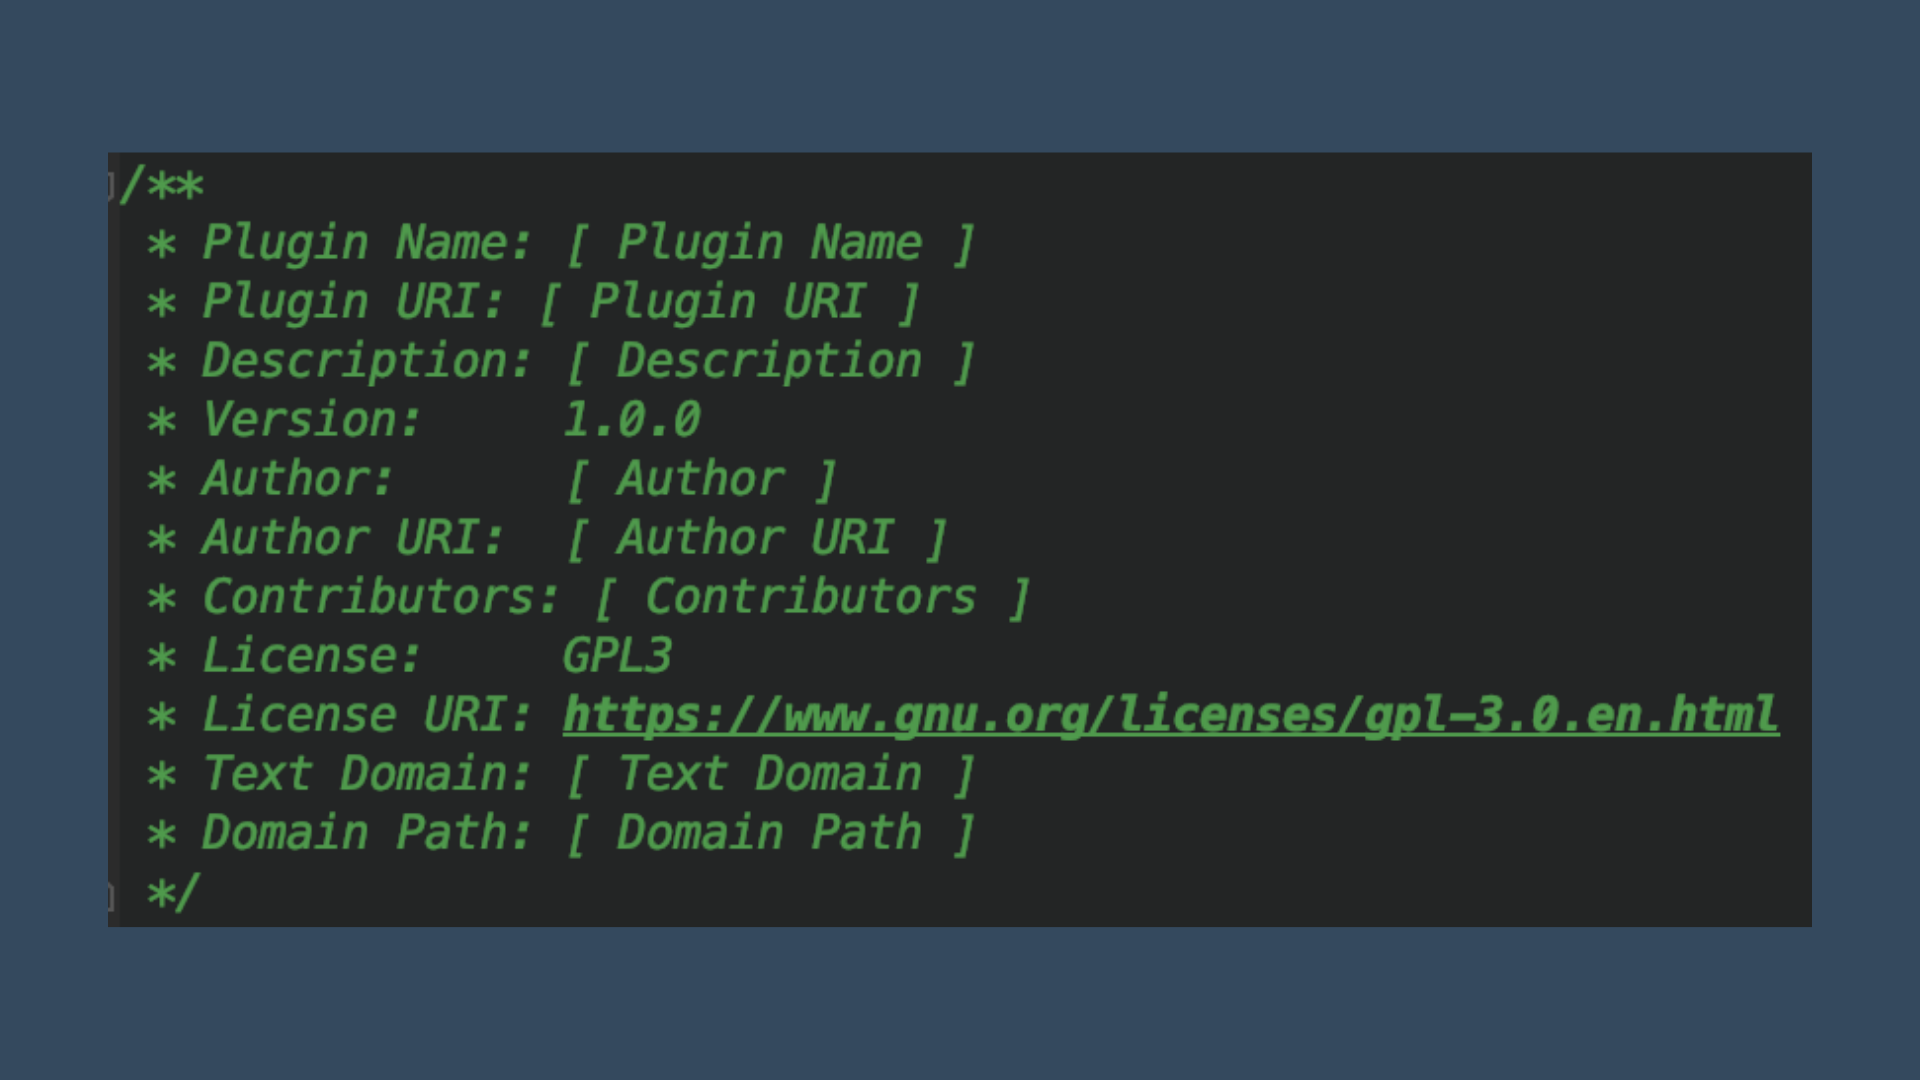 /**
* Plugin Name: [ Plugin Name ]
* Plugin URI: [ Plugin URI ]
* Description: [ Description ]
* Version:     1.0.0
* Author:      [ Author ]
* Author URI:  [ Author URI ]
* Contributors: [ Contributors ]
* License:     GPL3
* License URI: https://www.gnu.org/licenses/gpl-3.0.en.html
* Text Domain: [ Text Domain ]
* Domain Path: [ Domain Path ]
*/